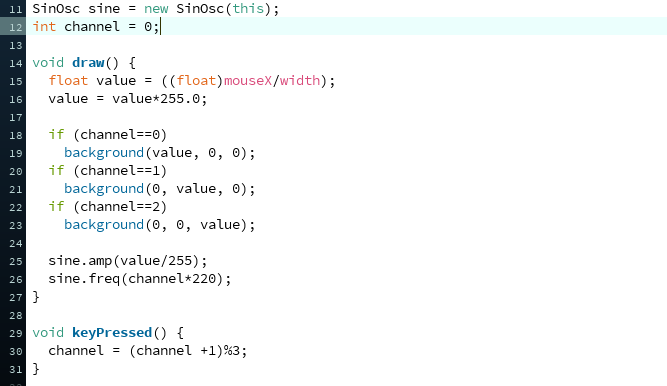 11 SinOsc sine = new SinOsc(this);
12 int channel = 0;
13
14 void draw() {
15   float value = ((float)mouseX/width);
16   value = value*255.0;
17
18   if (channel==0)
19     background(value, 0, 0);
20   if (channel==1)
21     background(0, value, 0);
22   if (channel==2)
23     background(0, 0, value);
24
25   sine.amp(value/255);
26   sine.freq(channel*220);
27 }
28
29 void keyPressed() {
30   channel = (channel +1)%3;
31 }